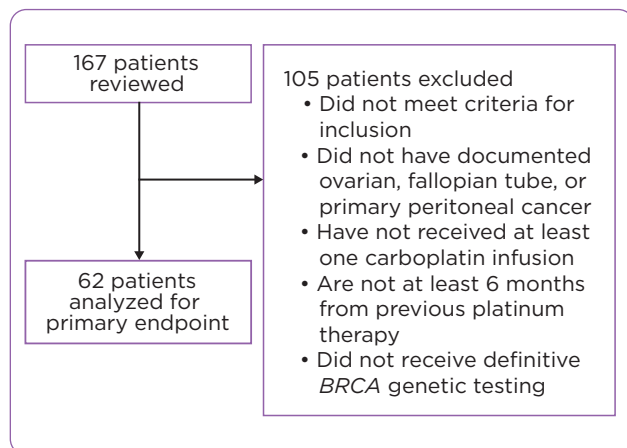 167 patients
reviewed
105 patients excluded
• Did not meet criteria for
inclusion
• Did not have documented
ovarian, fallopian tube, or
primary peritoneal cancer
• Have not received at least
one carboplatin infusion
• Are not at least 6 months
from previous platinum
therapy
• Did not receive definitive
BRCA genetic testing
62 patients
analyzed for
primary endpoint